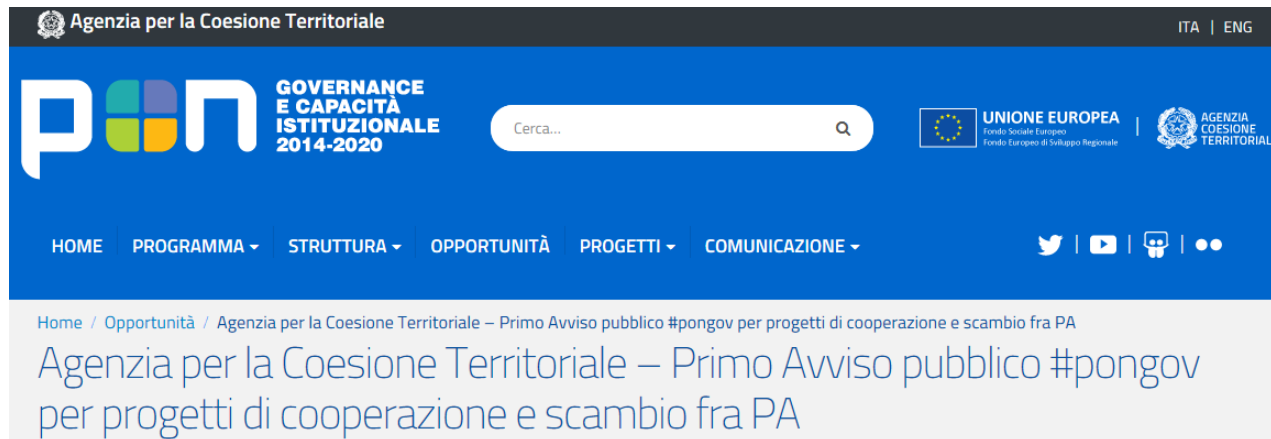 Agenzia per la Coesione Territoriale
ITA | ENG
pon
GOVERNANCE
E CAPACITÀ
ISTITUZIONALE
2014-2020
Cerca...
UNIONE EUROPEA
Fondo Sociale Europeo
Fondo Europeo di Sviluppo Regionale
AGENZIA
COESIONE
TERRITORIAL
HOME PROGRAMMA STRUTTURA OPPORTUNITÀ PROGETTI COMUNICAZIONE
Home / Opportunità / Agenzia per la Coesione Territoriale – Primo Avviso pubblico #pongov per progetti di cooperazione e scambio fra PA
Agenzia per la Coesione Territoriale – Primo Avviso pubblico #pongov
per progetti di cooperazione e scambio fra PA